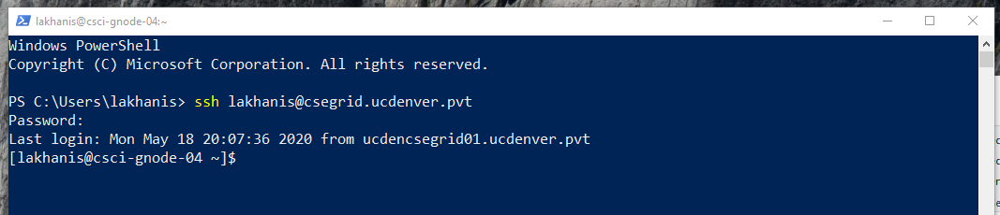 lakhanis@csci-gnode-04:~
Windows PowerShell
Copyright (C) Microsoft Corporation. All rights reserved.
PS C:\Users\lakhanis> ssh lakhanis@csegrid.ucdenver.pvt
Password:
Last login: Mon May 18 20:07:36 2020 from ucdencsegrid01.ucdenver.pvt
[lakhanis@csci-gnode-04 ~]$